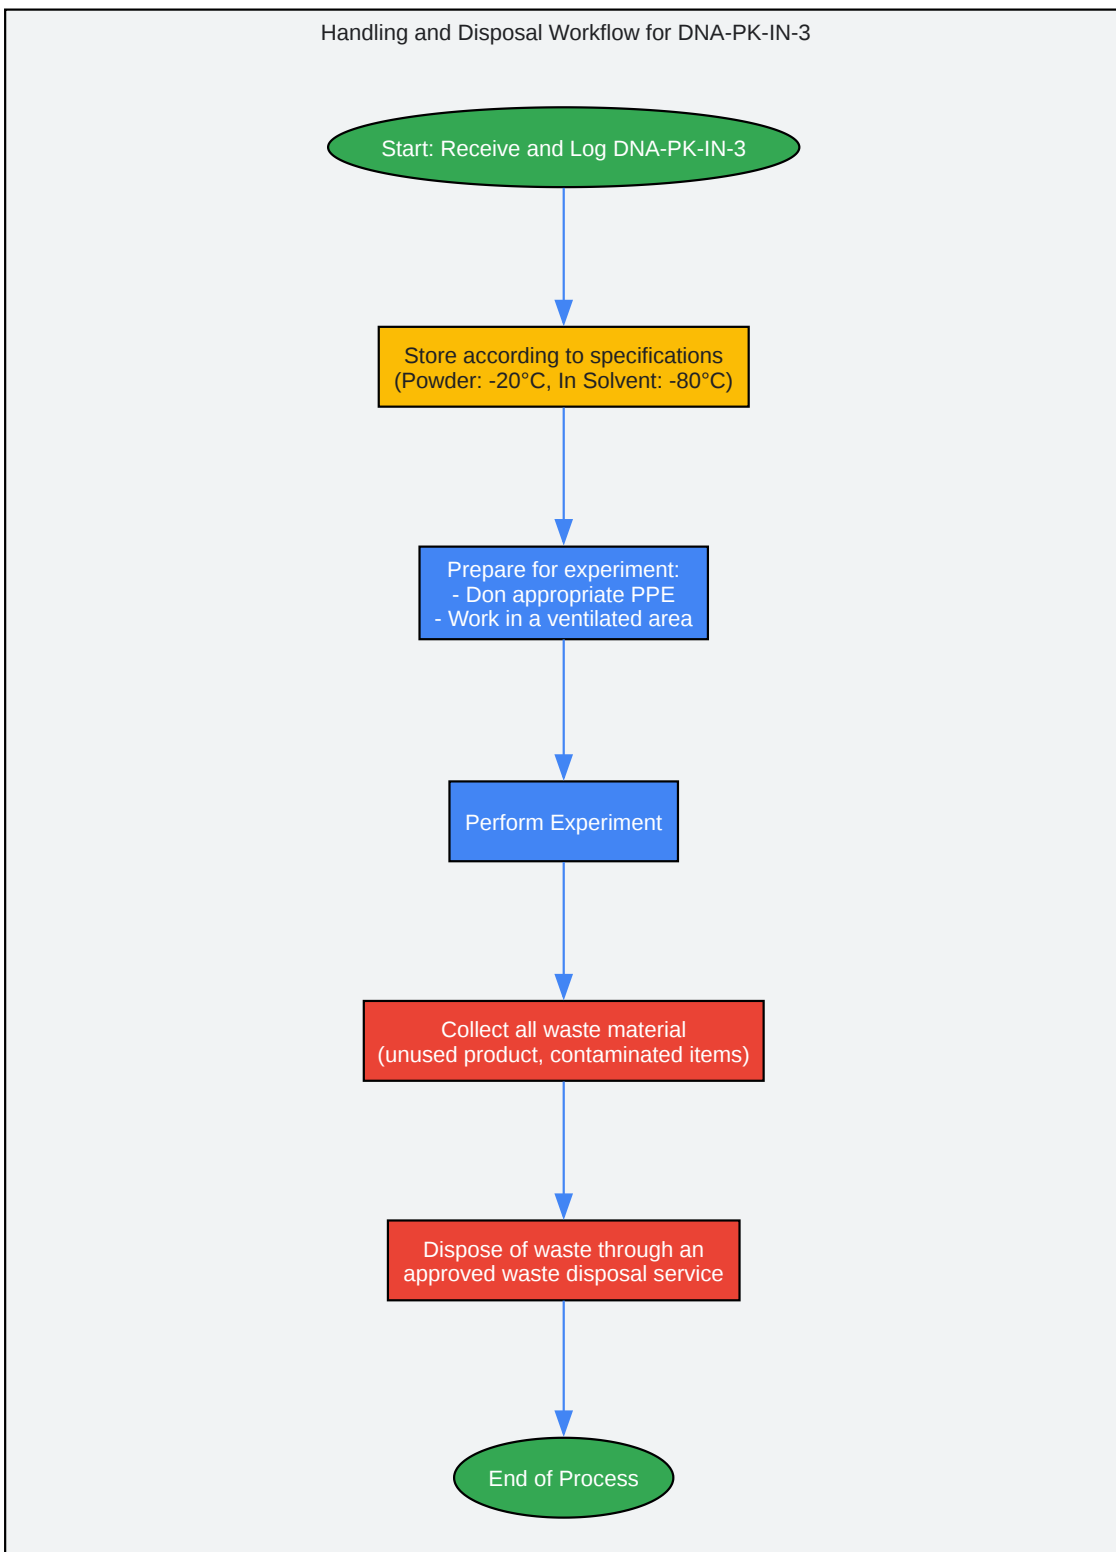 Handling and Disposal Workflow for DNA-PK-IN-3
Start: Receive and Log DNA-PK-IN-3
Store according to specifications
(Powder: -20°C, In Solvent: -80°C)
Prepare for experiment:
- Don appropriate PPE
- Work in a ventilated area
Perform Experiment
Collect all waste material
(unused product, contaminated items)
Dispose of waste through an
approved waste disposal service
End of Process